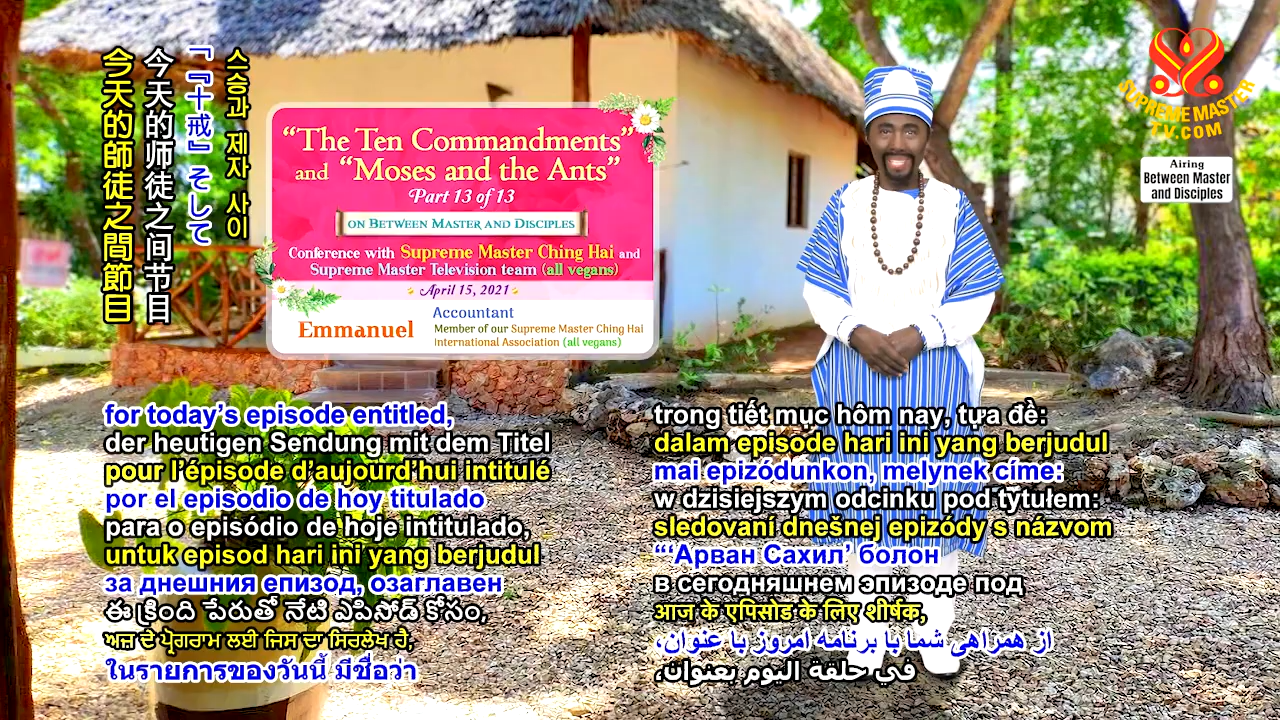 今天的師徒之間節目
今天的师徒之间节目
「『十戒』そして
스승과 제자 사이
“The Ten Commandments”
and “Moses and the Ants”
Part 13 of 13
ON BETWEEN MASTER AND DISCIPLES
Conference with Supreme Master Ching Hai and
Supreme Master Television team (all vegans)
April 15, 2021
Emmanuel
Accountant
Member of our Supreme Master Ching Hai
International Association (all vegans)
SUPREME MASTER
TV.COM
Airing
Between Master
and Disciples
for today’s episode entitled,
der heutigen Sendung mit dem Titel
pour l’épisode d’aujourd’hui intitulé
por el episodio de hoy titulado
para o episódio de hoje intitulado,
untuk episod hari ini yang berjudul
за днешния епизод, озаглавен
ఈ క్రింది పేరుతో నేటి ఎపిసోడ్ కోసం,
ਅਜ਼ ਦੇ ਪ੍ਰੋਗਰਾਮ ਲਈ ਜਿਸ ਦਾ ਸਿਰਲੇਖ ਹੈ,
ในรายการของวันนี้ มีชื่อว่า
trong tiết mục hôm nay, tựa đề:
dalam episode hari ini yang berjudul
mai epizódunkon, melynek címe:
w dzisiejszym odcinku pod tytułem:
sledovaní dnešnej epizódy s názvom
“‘Арван Сахил’ болон
в сегодняшнем эпизоде под
आज के एपिसोड के लिए शीर्षक,
از همراهی شما با برنامه امروز با عنوان،
في حلقة اليوم بعنوان،